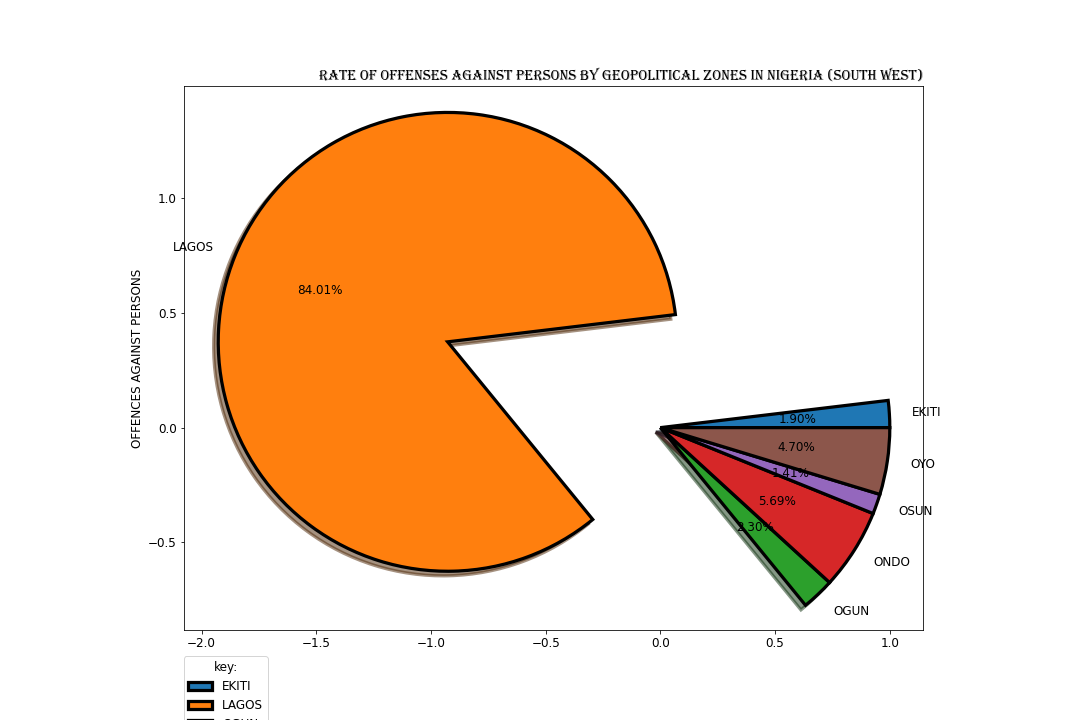 RATE OF OFFENSES AGAINST PERSONS BY GEOPOLITICAL ZONES IN NIGERIA (SOUTH WEST)
OFFENCES AGAINST PERSONS
1.0
0.5
0.0
−0.5
LAGOS
84.01%
1.90%
EKITI
4.70%
OYO
1.41%
OSUN
5.69%
ONDO
2.30%
OGUN
−2.0 −1.5 −1.0 −0.5 0.0 0.5 1.0
key:
EKITI
LAGOS